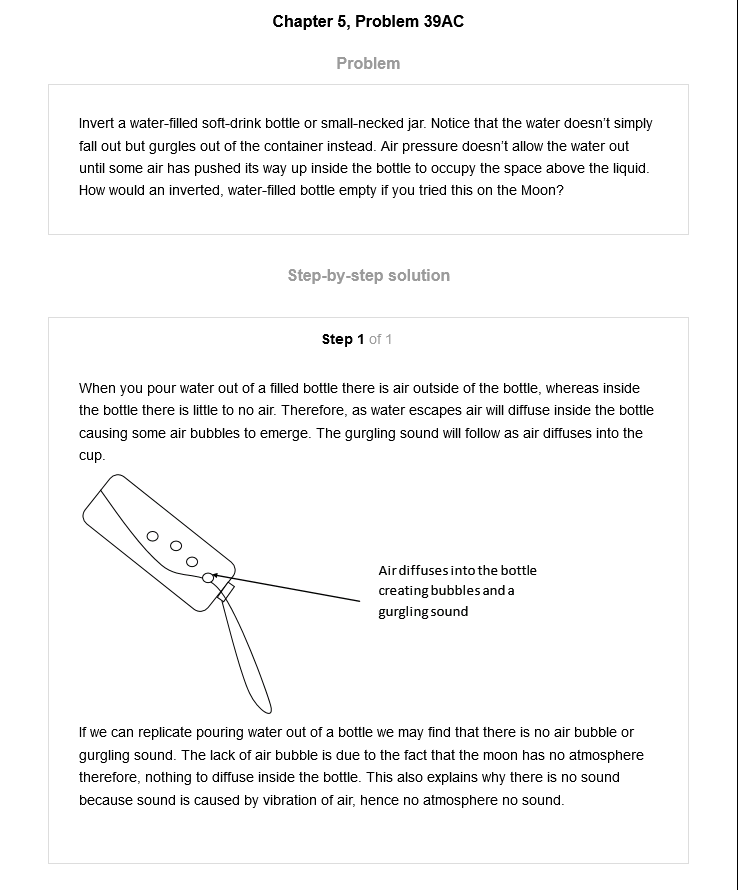 Chapter 5, Problem 39AC
Problem
Invert a water-filled soft-drink bottle or small-necked jar. Notice that the water doesn't simply
fall out but gurgles out of the container instead. Air pressure doesn't allow the water out
until some air has pushed its way up inside the bottle to occupy the space above the liquid.
How would an inverted, water-filled bottle empty if you tried this on the Moon?
Step-by-step solution
Step 1 of 1
When you pour water out of a filled bottle there is air outside of the bottle, whereas inside
the bottle there is little to no air. Therefore, as water escapes air will diffuse inside the bottle
causing some air bubbles to emerge. The gurgling sound will follow as air diffuses into the
cup.
Air diffuses into the bottle
creating bubbles and a
gurgling sound
If we can replicate pouring water out of a bottle we may find that there is no air bubble or
gurgling sound. The lack of air bubble is due to the fact that the moon has no atmosphere
therefore, nothing to diffuse inside the bottle. This also explains why there is no sound
because sound is caused by vibration of air, hence no atmosphere no sound.